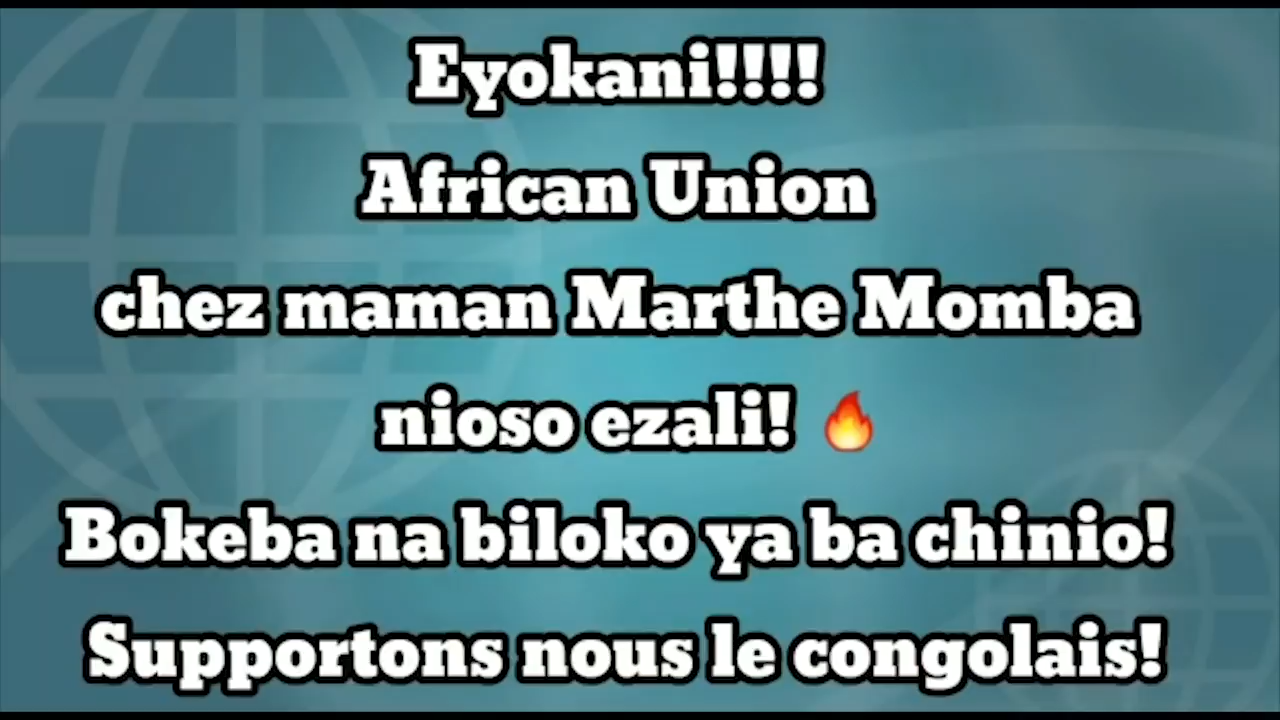 Eyokani!!!!
African Union
chez maman Marthe Momba
nioso ezali! 🔥
Bokeba na biloko ya ba chinio!
Supportons nous le congolais!